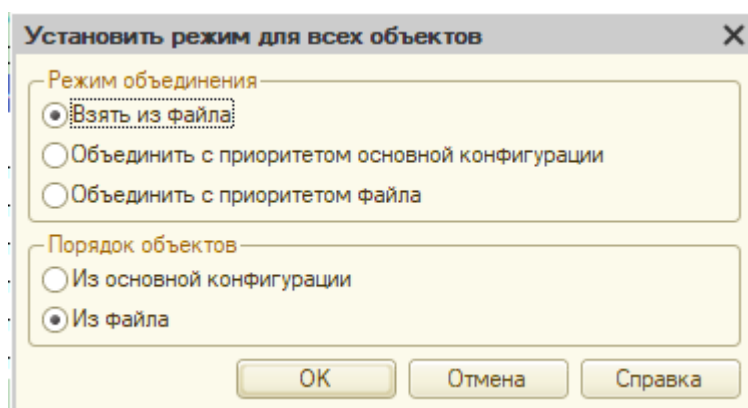 Установить режим для всех объектов
Режим объединения
Взять из файла
Объединить с приоритетом основной конфигурации
Объединить с приоритетом файла
Порядок объектов
Из основной конфигурации
Из файла
ОК Отмена Справка